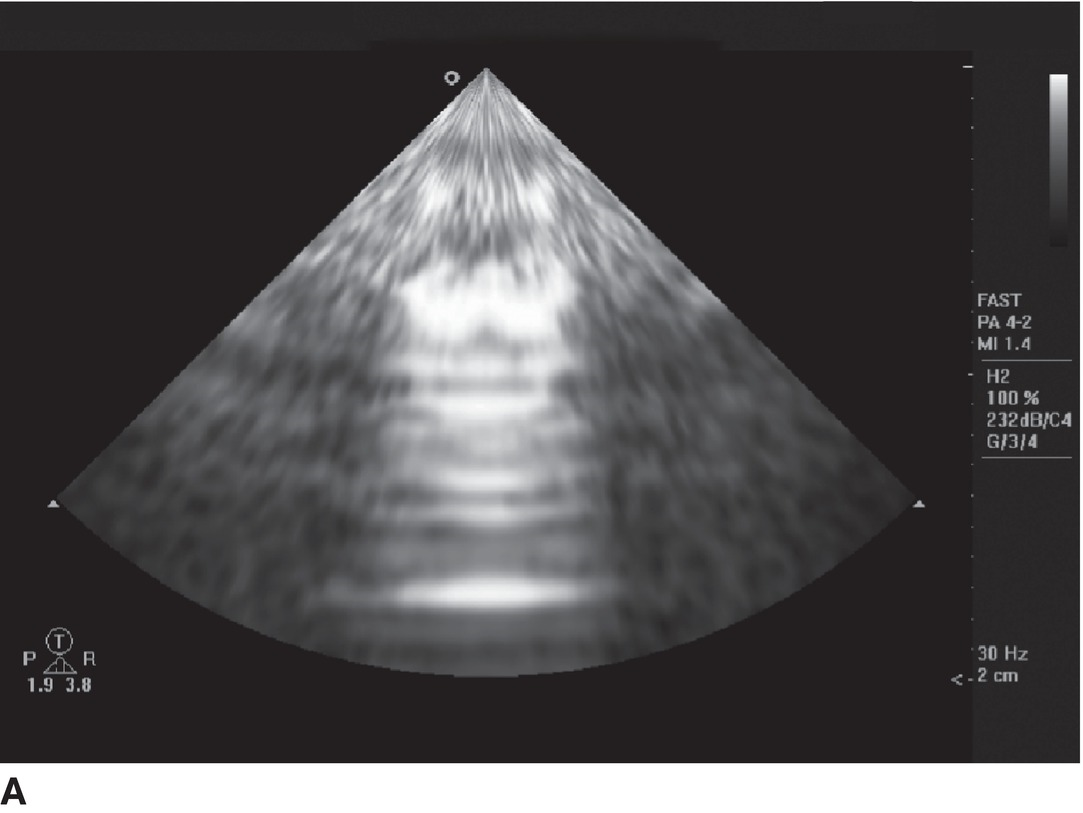 FAST
PA 4-2
MI 1.4
H2
100 %
232dB/C4
G/3/4
T
P R
1.9 3.8
30 Hz
< - 2 cm
A